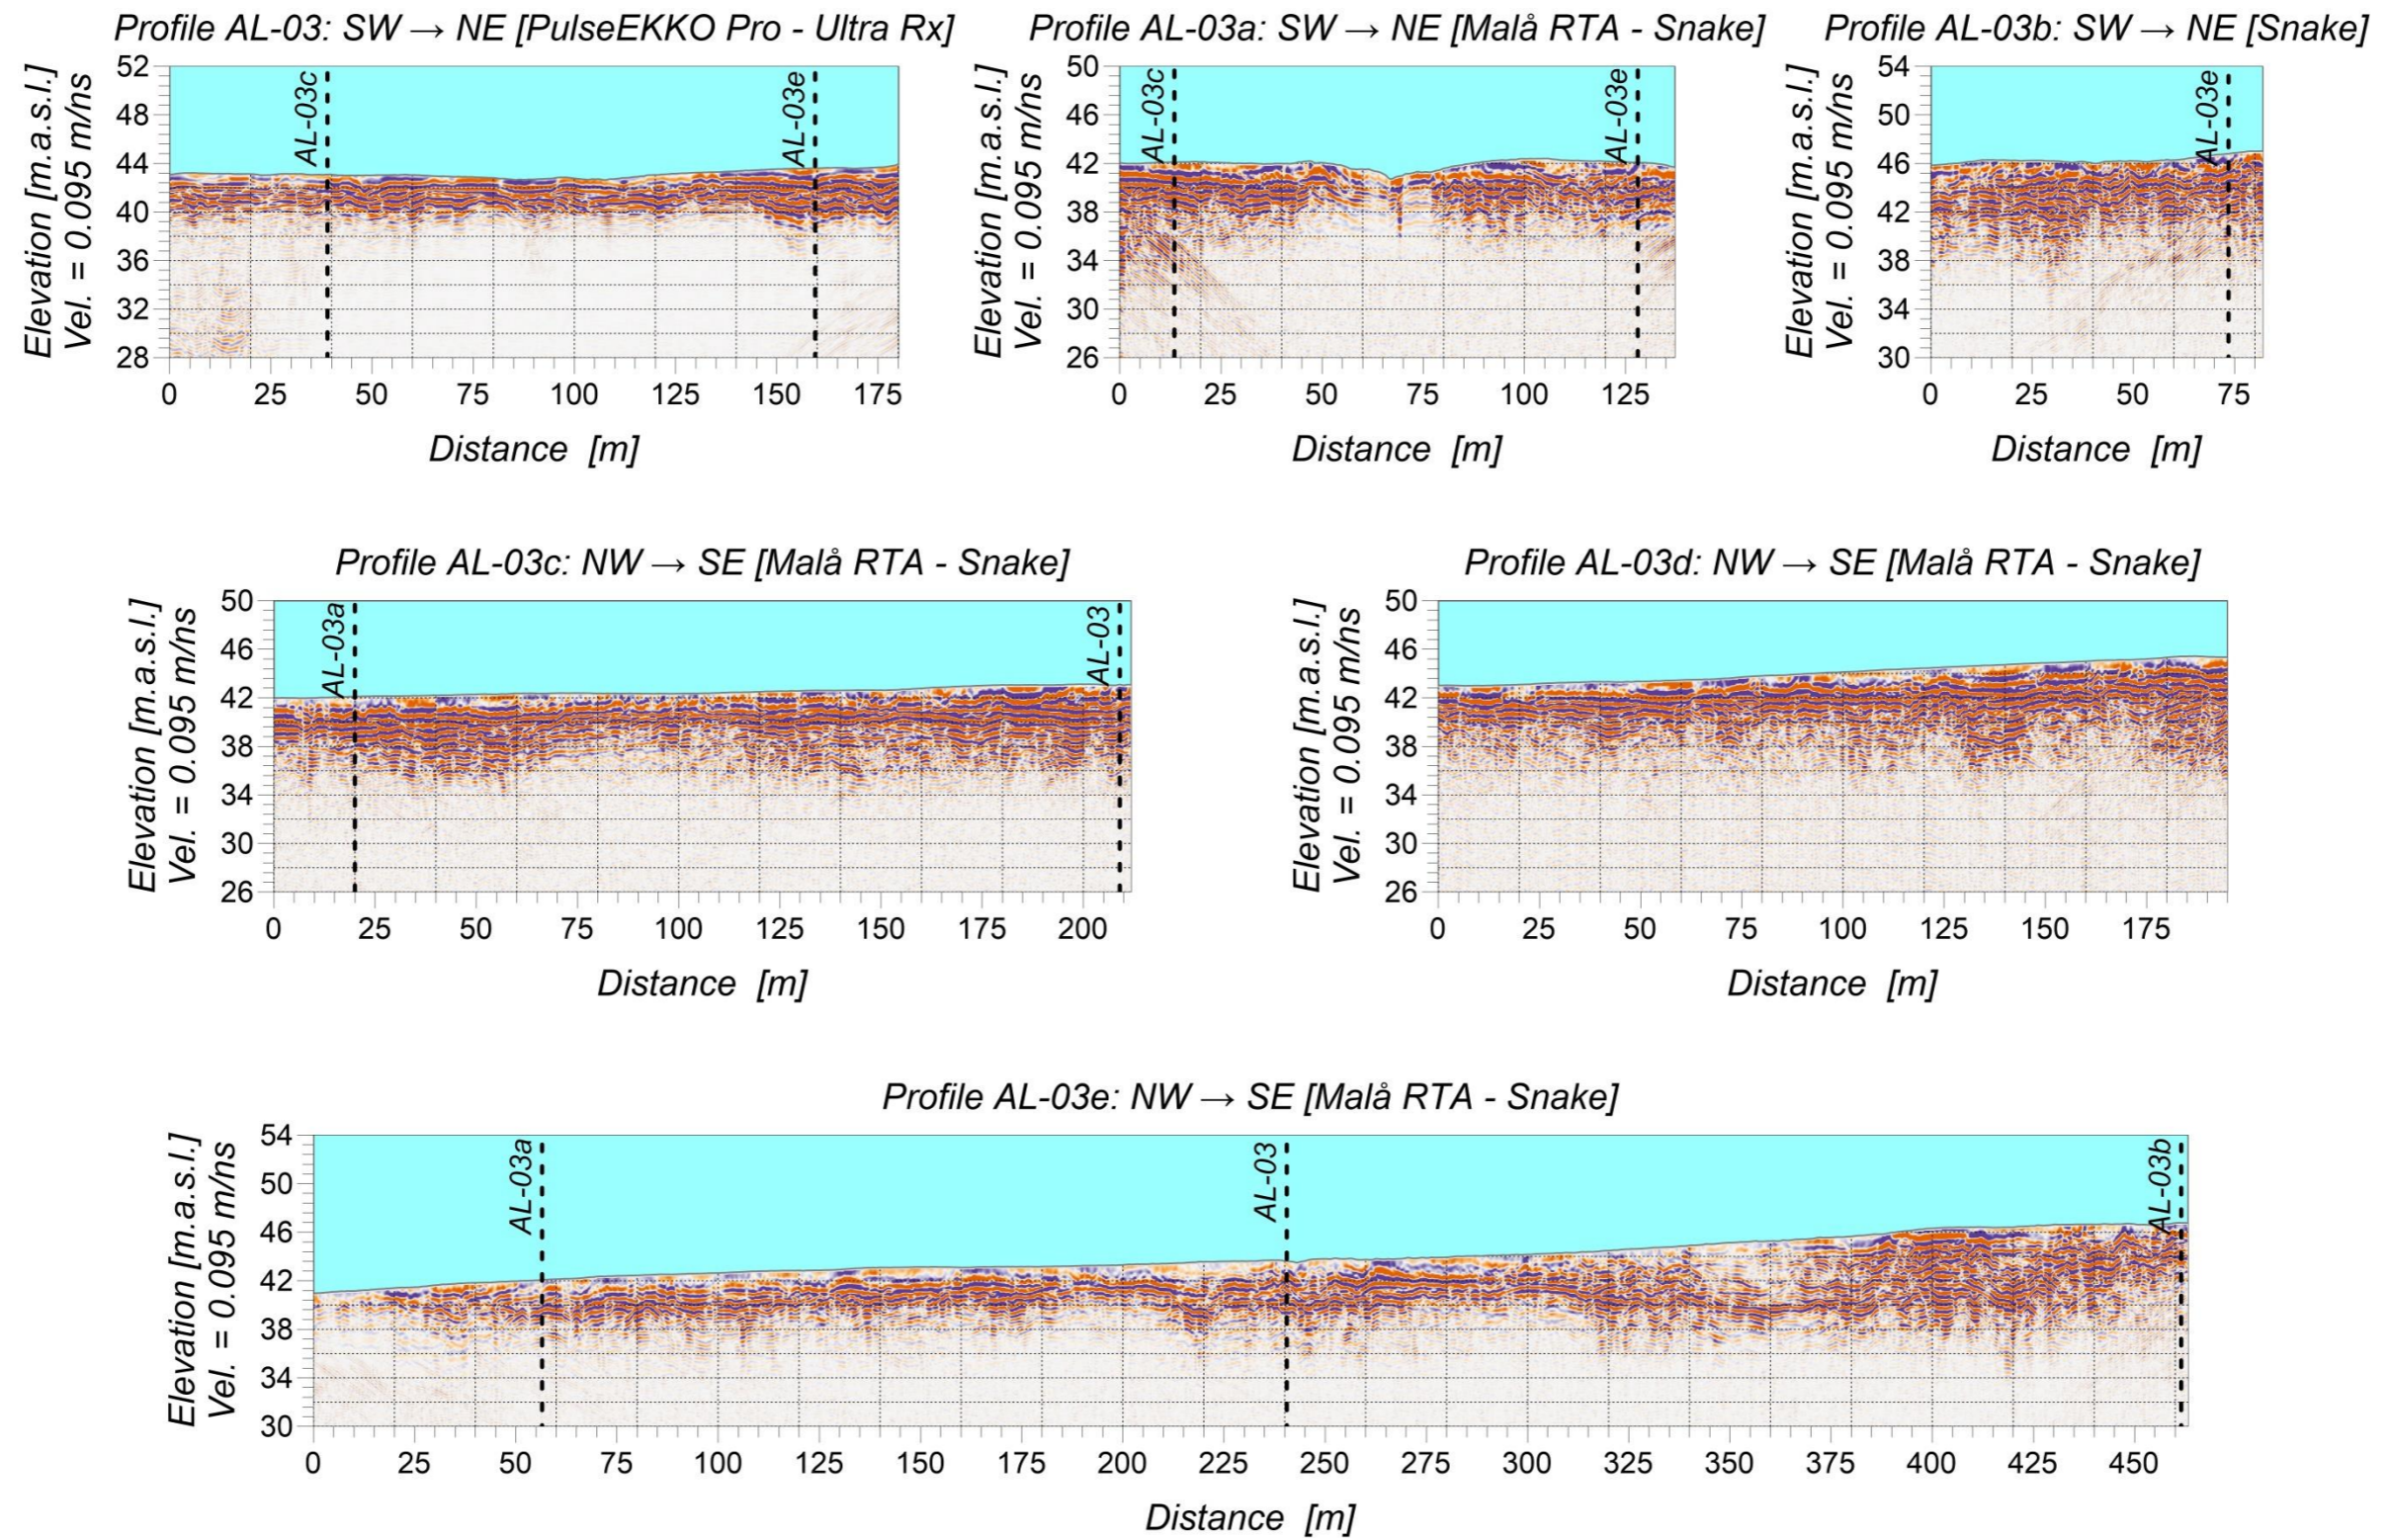 Profile AL-03: SW → NE [PulseEKKO Pro - Ultra Rx]
Elevation [m.a.s.l.]
Vel. = 0.095 m/ns
52
48
44
40
36
32
28
AL-03c
AL-03e
0 25 50 75 100 125 150 175
Distance [m]
Profile AL-03a: SW → NE [Malå RTA - Snake]
Elevation [m.a.s.l.]
Vel. = 0.095 m/ns
50
46
42
38
34
30
26
AL-03c
AL-03e
0 25 50 75 100 125
Distance [m]
Profile AL-03b: SW → NE [Snake]
Elevation [m.a.s.l.]
Vel. = 0.095 m/ns
54
50
46
42
38
34
30
AL-03e
0 25 50 75
Distance [m]
Profile AL-03c: NW → SE [Malå RTA - Snake]
Elevation [m.a.s.l.]
Vel. = 0.095 m/ns
50
46
42
38
34
30
26
AL-03a
AL-03
0 25 50 75 100 125 150 175 200
Distance [m]
Profile AL-03d: NW → SE [Malå RTA - Snake]
Elevation [m.a.s.l.]
Vel. = 0.095 m/ns
50
46
42
38
34
30
26
0 25 50 75 100 125 150 175
Distance [m]
Profile AL-03e: NW → SE [Malå RTA - Snake]
Elevation [m.a.s.l.]
Vel. = 0.095 m/ns
54
50
46
42
38
34
30
AL-03a
AL-03
AL-03b
0 25 50 75 100 125 150 175 200 225 250 275 300 325 350 375 400 425 450
Distance [m]